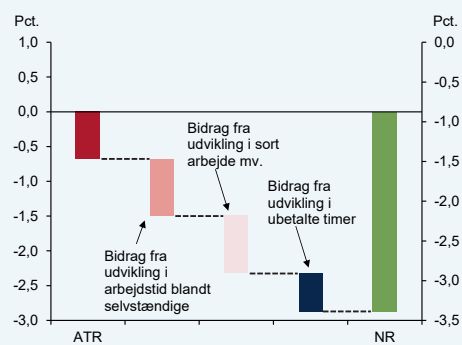 Pct.
Pct.
1,0
0,5
0,0
-0,5
-1,0
-1,5
-2,0
-2,5
-3,0
0,0
-0,5
-1,0
-1,5
-2,0
-2,5
-3,0
-3,5
Bidrag fra
udvikling i sort
arbejde mv.
Bidrag fra
udvikling i
ubetalte timer
Bidrag fra
udvikling i
arbejdstid blandt
selvstændige
ATR
NR